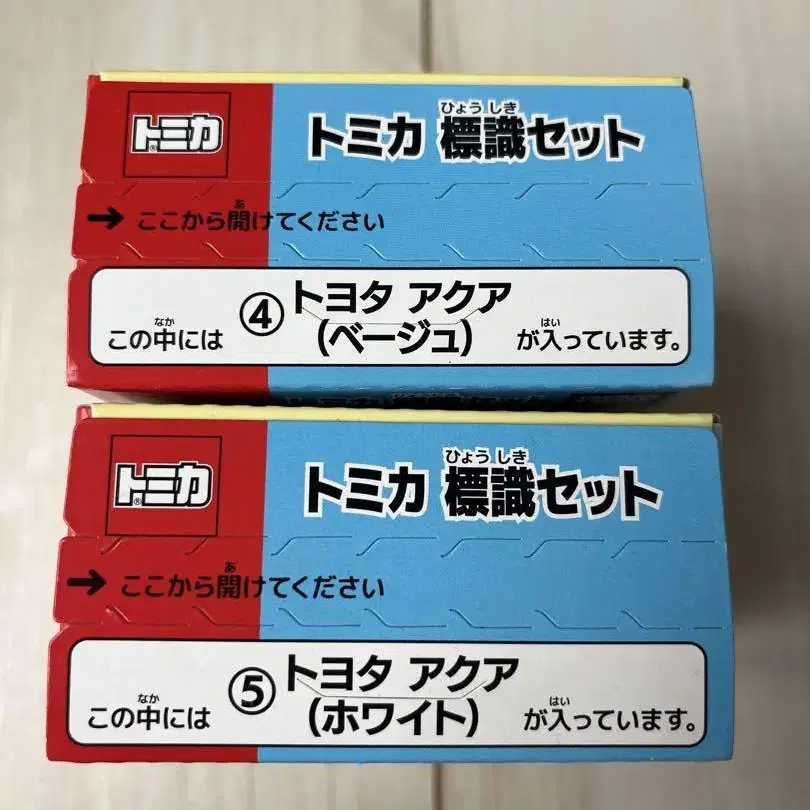 トミカ
ひょう しき
トミカ 標識セット
あ
→ ここから開けてください
なか
この中には
④ トヨタ アクア
(ベージュ)
はい
が入っています。
トミカ
ひょう しき
トミカ 標識セット
あ
→ ここから開けてください
なか
この中には
⑤ トヨタ アクア
(ホワイト)
はい
が入っています。